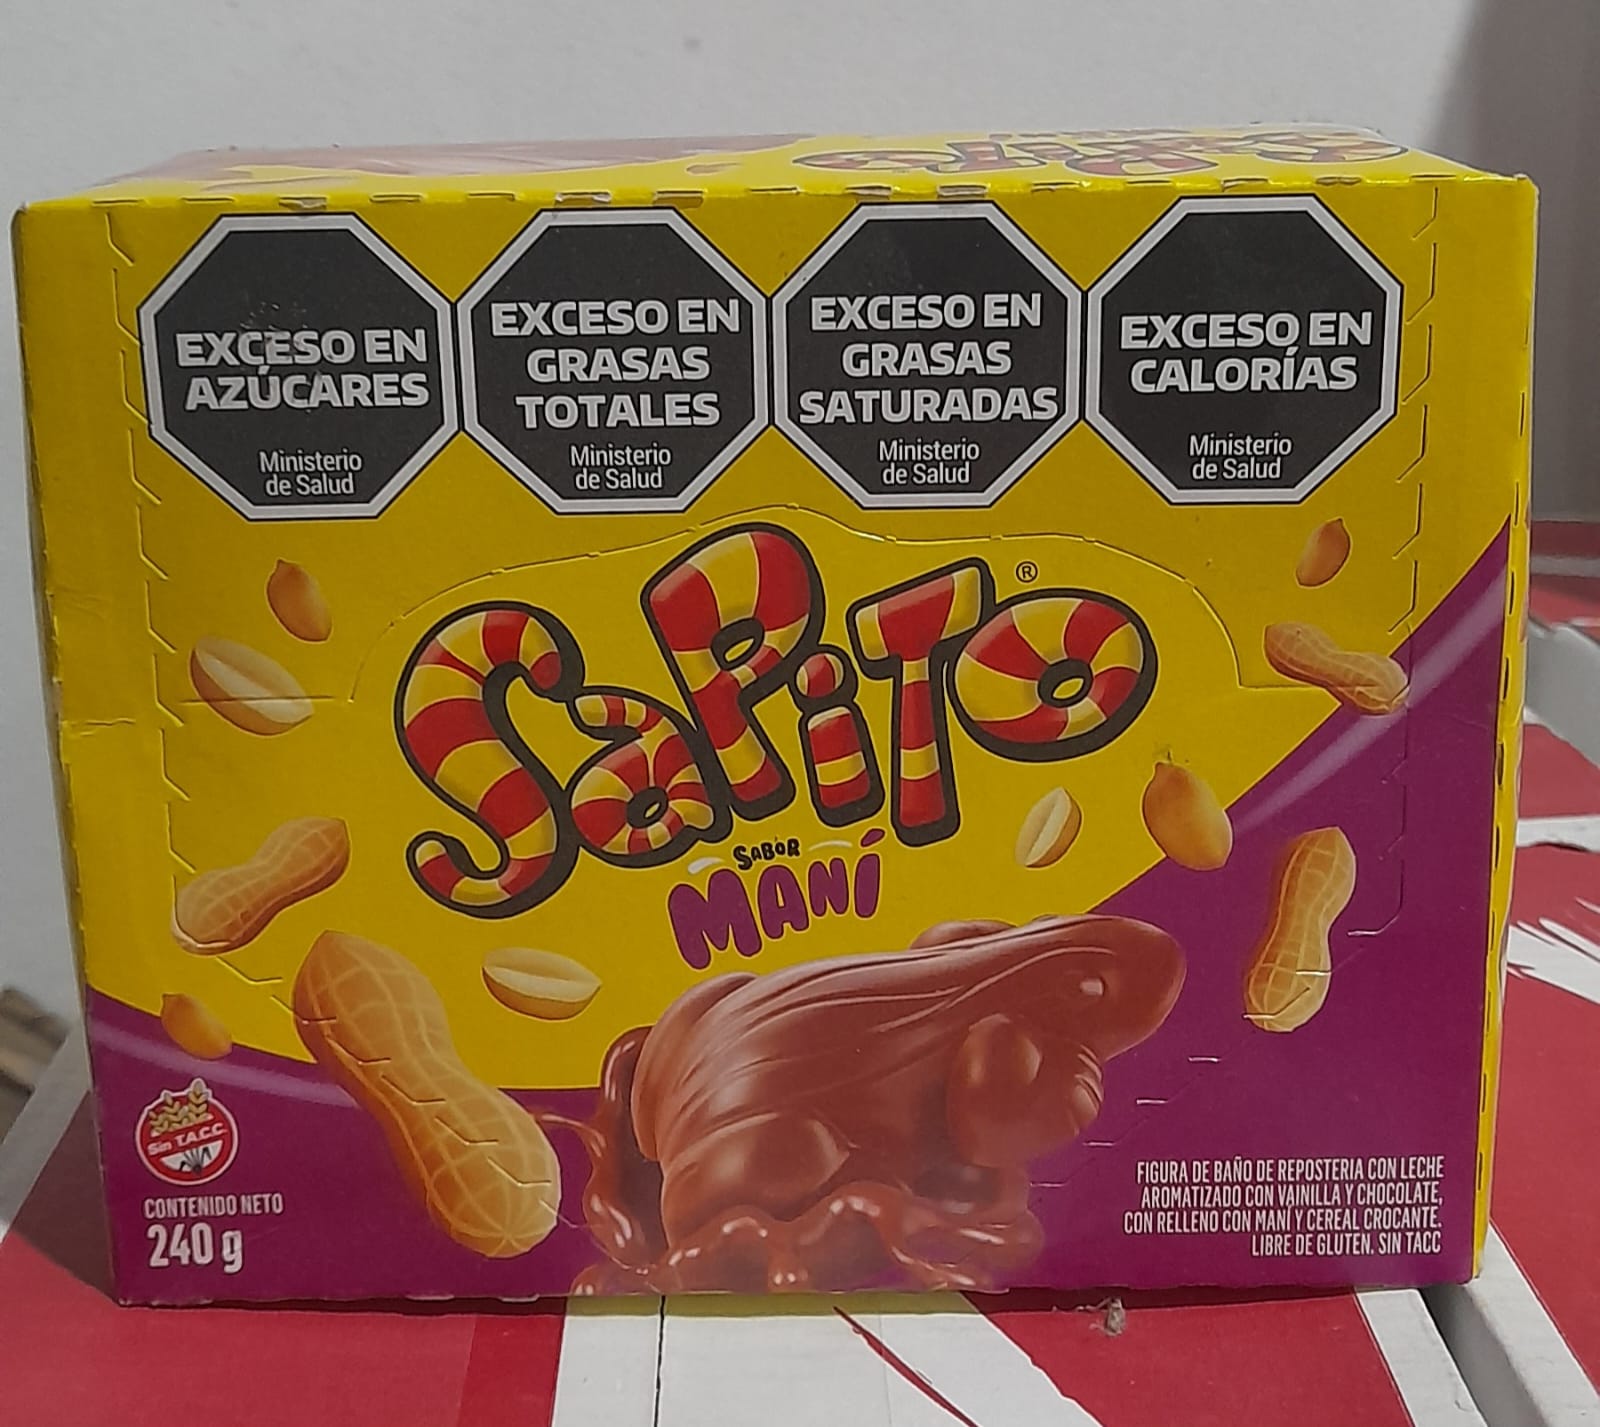 EXCESO EN
AZÚCARES
Ministerio
de Salud
EXCESO EN
GRASAS
TOTALES
Ministerio
de Salud
EXCESO EN
GRASAS
SATURADAS
Ministerio
de Salud
EXCESO EN
CALORÍAS
Ministerio
de Salud
SaPiTo®
SABOR
MANÍ
Sin T.A.C.C.
CONTENIDO NETO
240 g
FIGURA DE BAÑO DE REPOSTERIA CON LECHE
AROMATIZADO CON VAINILLA Y CHOCOLATE,
CON RELLENO CON MANÍ Y CEREAL CROCANTE.
LIBRE DE GLUTEN. SIN TACC